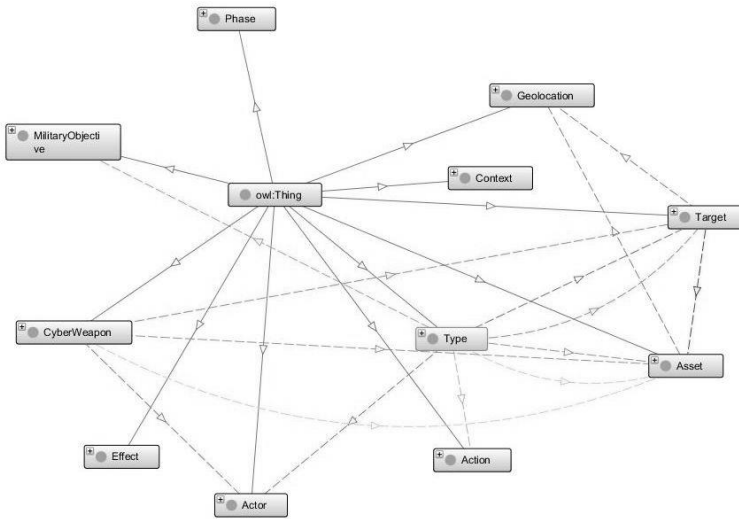 Phase
Geolocation
MilitaryObjecti
ve
Context
owl:Thing
Target
CyberWeapon
Type
Asset
Effect
Action
Actor